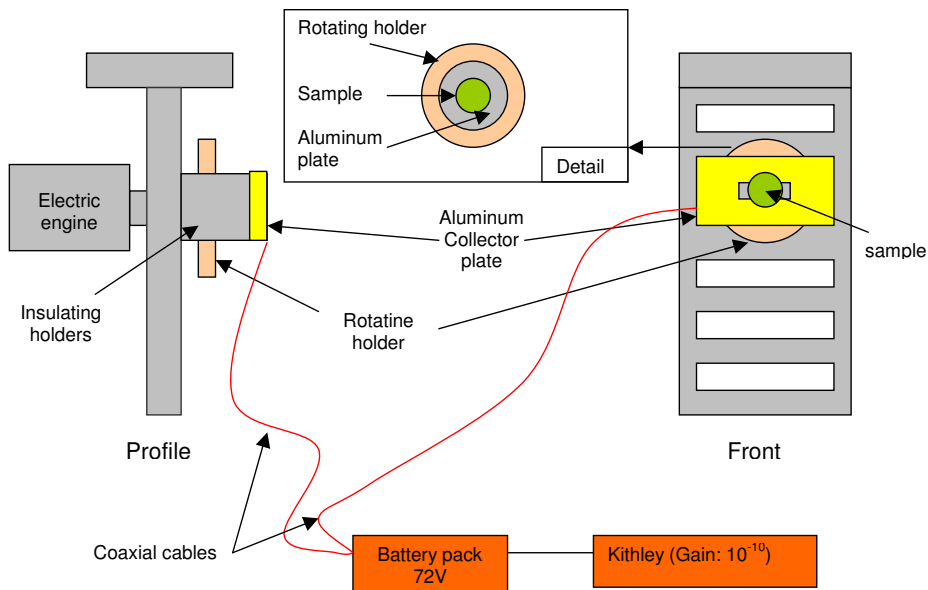 Rotating holder
Sample
Aluminum
plate
Detail
Electric
engine
Aluminum
Collector
plate
sample
Insulating
holders
Rotatine
holder
Profile
Front
Coaxial cables
Battery pack
72V
Kithley (Gain: 10⁻¹⁰)